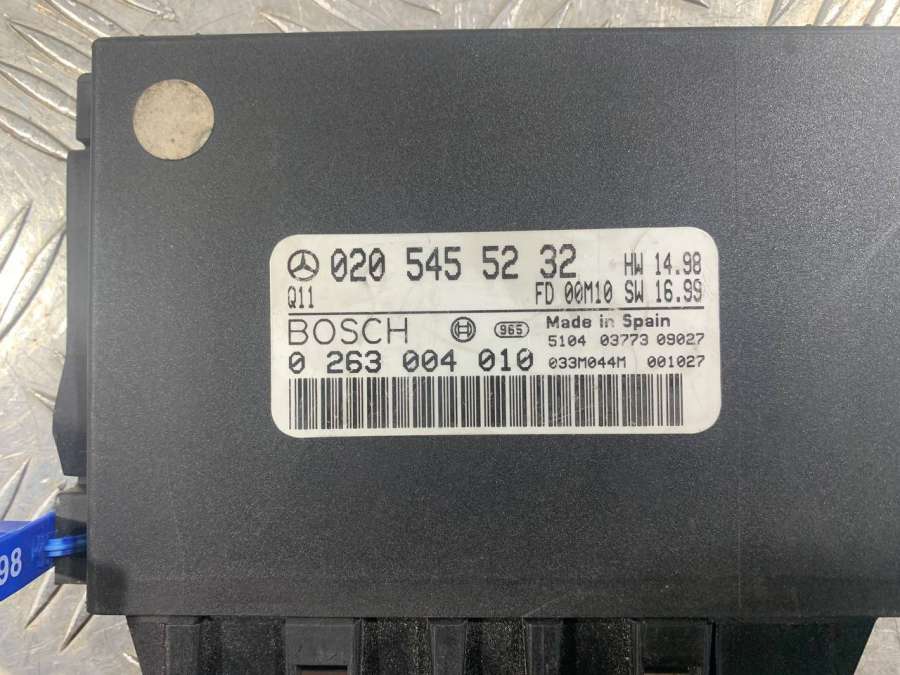 020 545 52 32 HW 14.98
Q11 FD 00M10 SW 16.99
BOSCH 965 Made in Spain
5104 03773 09027
0 263 004 010 033M044M 001027
98